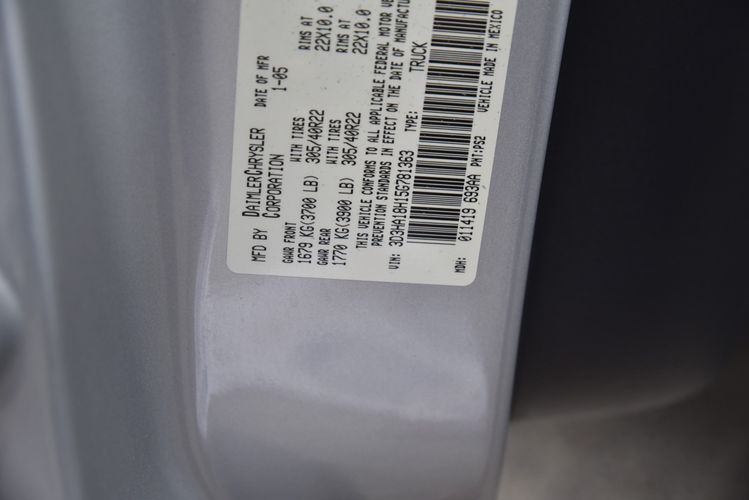 MFD BY DAIMLERCHRYSLER CORPORATION
DATE OF MFR 1-05
GAWR FRONT WITH TIRES RIMS AT
1679 KG(3700 LB) 305/40R22 22X10.0
GAWR REAR WITH TIRES RIMS AT
1770 KG(3900 LB) 305/40R22 22X10.0
THIS VEHICLE CONFORMS TO ALL APPLICABLE FEDERAL MOTOR
PREVENTION STANDARDS IN EFFECT ON THE DATE OF MANUFACTUR
VIN: 3D3HA18H15G781363 TYPE: TRUCK
MDH: 011419 693AA PNT:PS2 VEHICLE MADE IN MEXICO